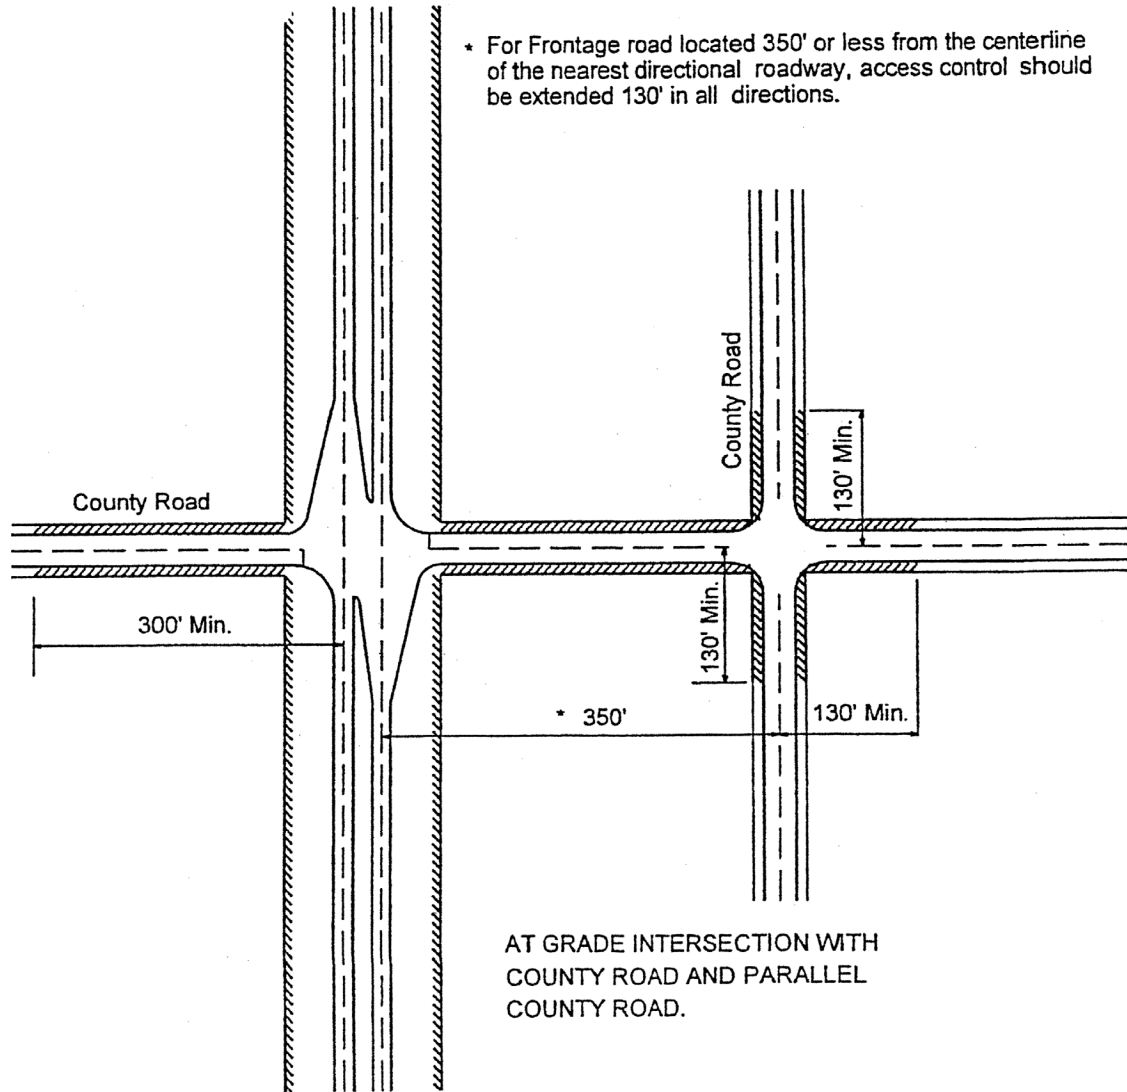 * For Frontage road located 350' or less from the centerline
of the nearest directional roadway, access control should
be extended 130' in all directions.
County Road
County Road
130' Min.
300' Min.
130' Min.
* 350'
130' Min.
AT GRADE INTERSECTION WITH
COUNTY ROAD AND PARALLEL
COUNTY ROAD.